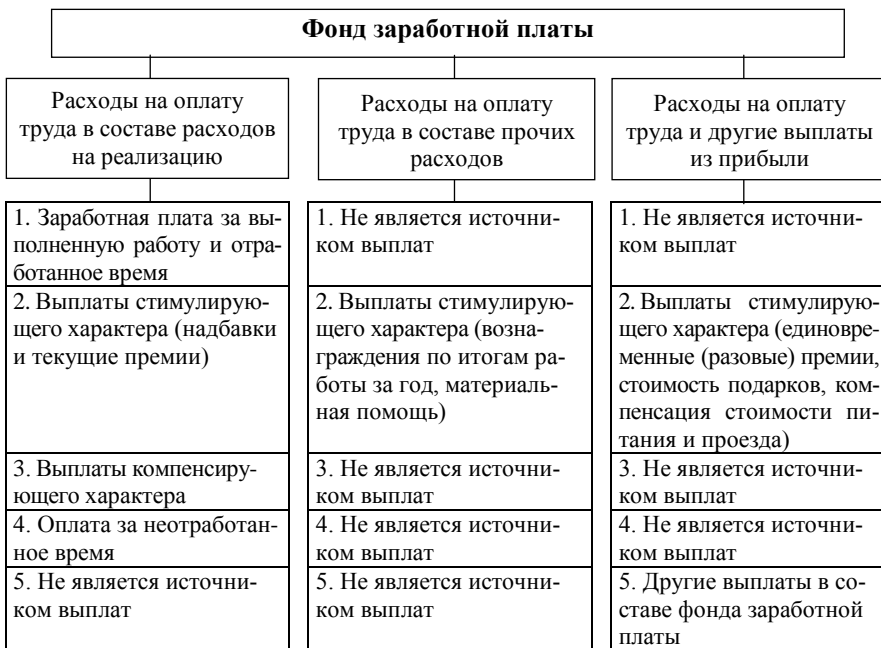 Фонд заработной платы
Расходы на оплату
труда в составе расходов
на реализацию
Расходы на оплату
труда в составе прочих
расходов
Расходы на оплату
труда и другие выплаты
из прибыли
1. Заработная плата за вы-
полненную работу и отра-
ботанное время
2. Выплаты стимулирую-
щего характера (надбавки
и текущие премии)
3. Выплаты компенсиру-
ющего характера
4. Оплата за неотработан-
ное время
5. Не является источни-
ком выплат
1. Не является источни-
ком выплат
2. Выплаты стимулирую-
щего характера (возна-
граждения по итогам ра-
боты за год, материаль-
ная помощь)
3. Не является источни-
ком выплат
4. Не является источни-
ком выплат
5. Не является источни-
ком выплат
1. Не является источни-
ком выплат
2. Выплаты стимулирую-
щего характера (единовре-
менные (разовые) премии,
стоимость подарков, ком-
пенсация стоимости пи-
тания и проезда)
3. Не является источни-
ком выплат
4. Не является источни-
ком выплат
5. Другие выплаты в со-
ставе фонда заработной
платы